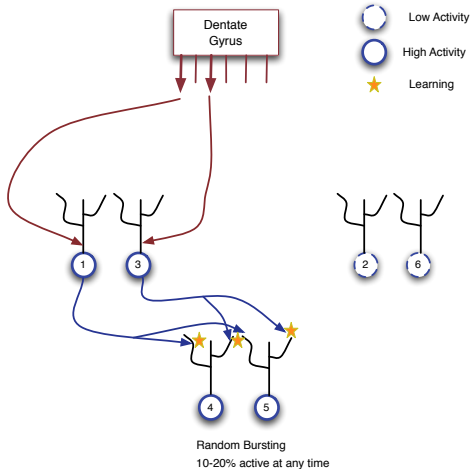 Dentate
Gyrus
Low Activity
High Activity
Learning
1
3
2
6
4
5
Random Bursting
10-20% active at any time